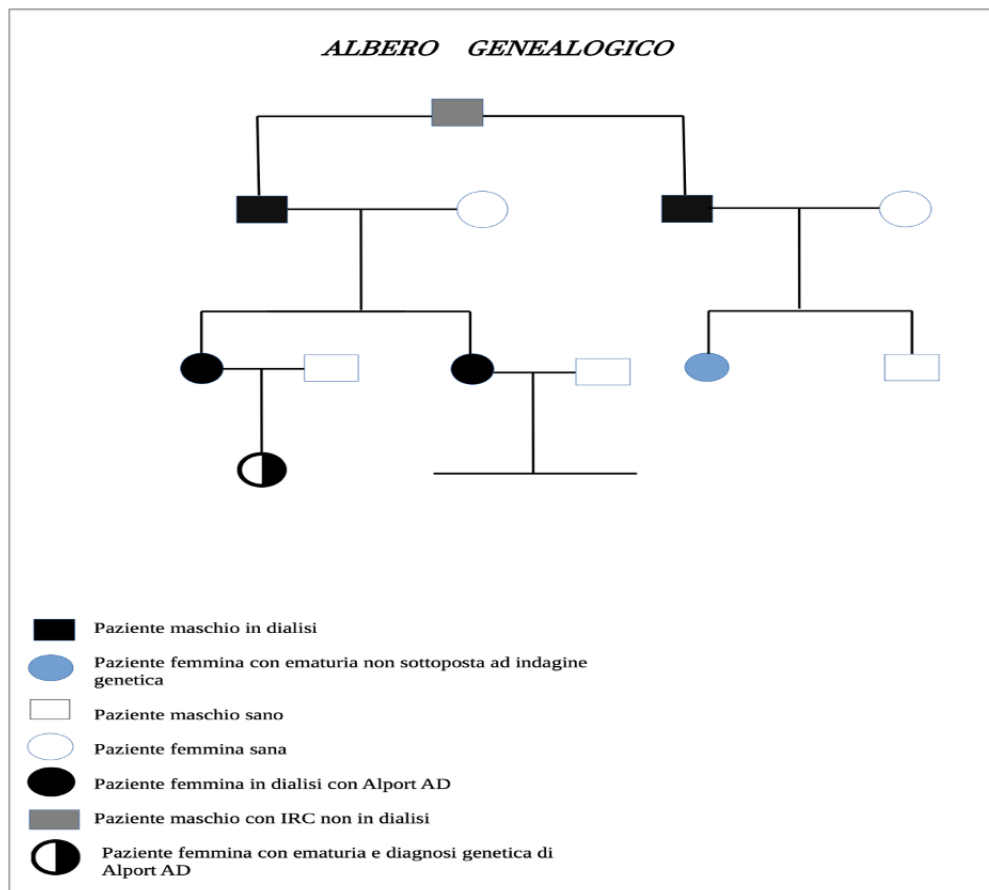 ALBERO GENEALOGICO
Paziente maschio in dialisi
Paziente femmina con ematuria non sottoposta ad indagine
genetica
Paziente maschio sano
Paziente femmina sana
Paziente femmina in dialisi con Alport AD
Paziente maschio con IRC non in dialisi
Paziente femmina con ematuria e diagnosi genetica di
Alport AD